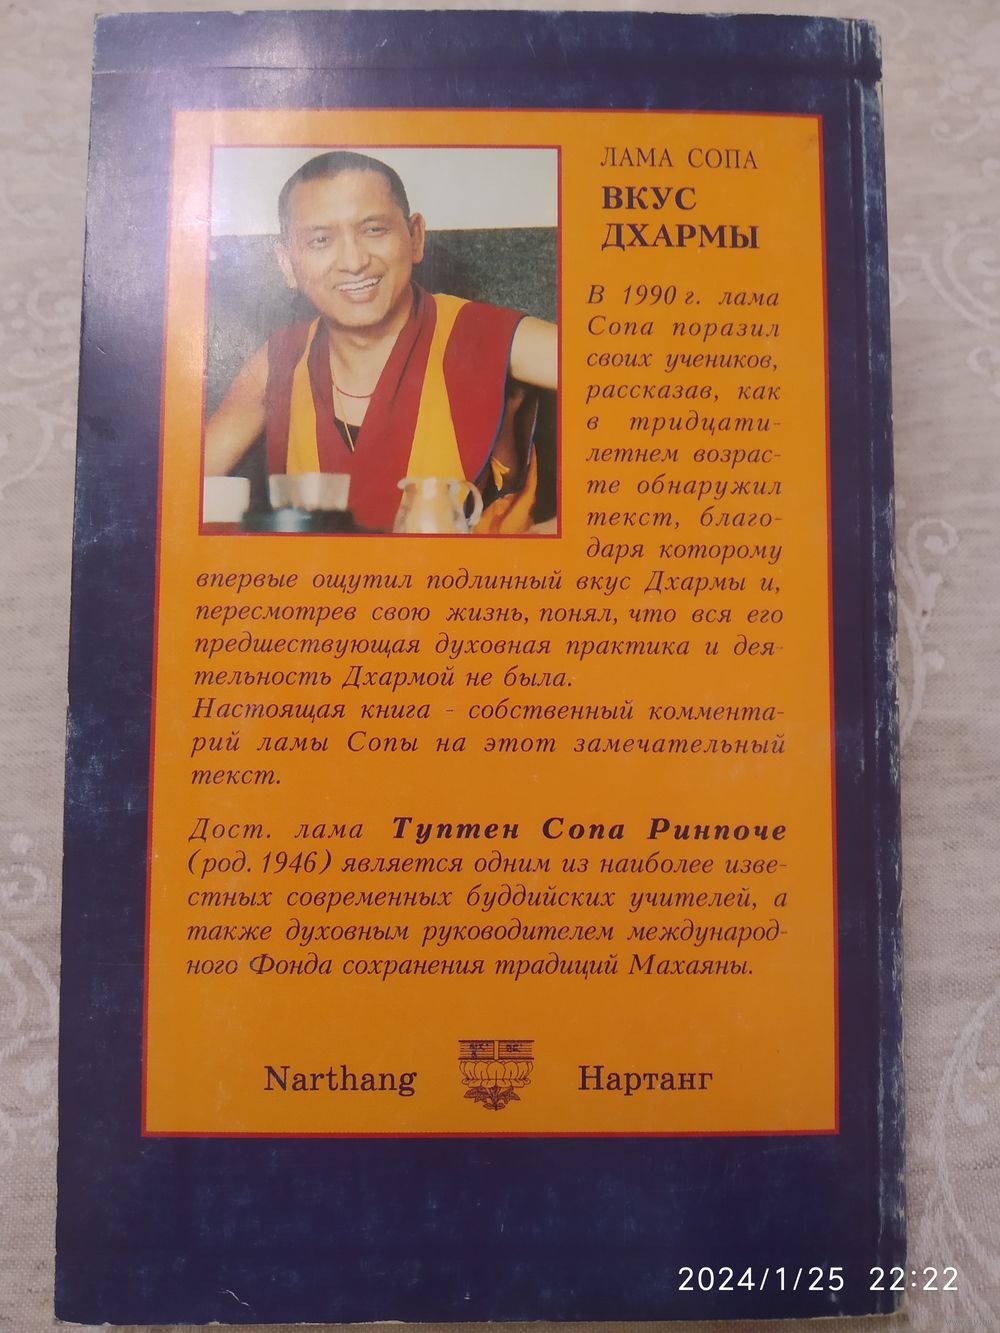 ЛАМА СОПА
ВКУС
ДХАРМЫ
В 1990 г. лама
Сопа поразил
своих учеников,
рассказав, как
в тридцати-
летнем возрас-
те обнаружил
текст, благо-
даря которому
впервые ощутил подлинный вкус Дхармы и,
пересмотрев свою жизнь, понял, что вся его
предшествующая духовная практика и дея-
тельность Дхармой не была.
Настоящая книга - собственный коммента-
рий ламы Сопы на этот замечательный
текст.
Дост. лама Туптен Сопа Ринпоче
(род. 1946) является одним из наиболее изве-
стных современных буддийских учителей, а
также духовным руководителем международ-
ного Фонда сохранения традиций Махаяны.
Narthang
Нартанг
2024/1/25 22:22